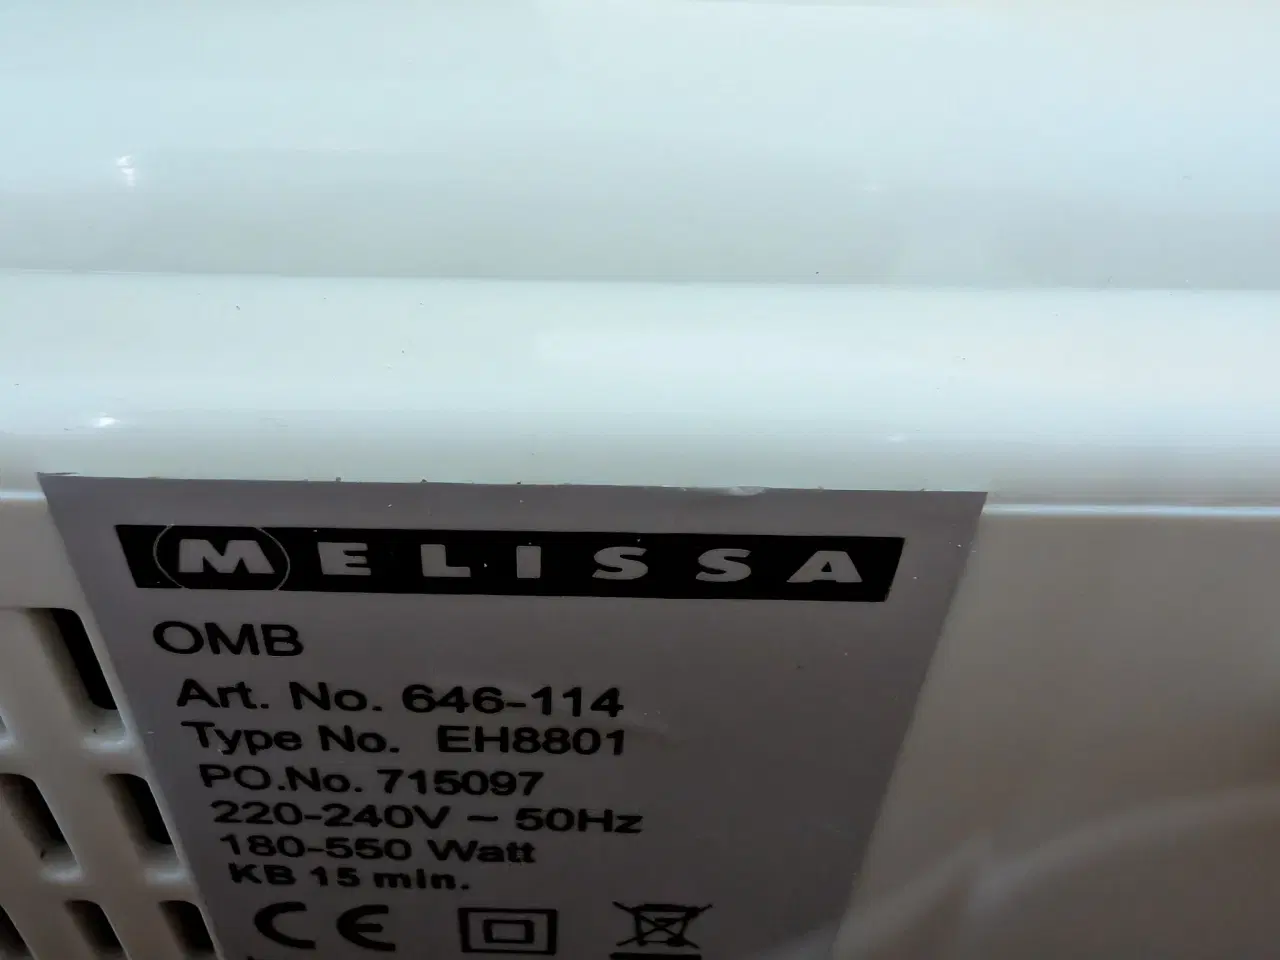 MELISSA
OMB
Art. No. 646-114
Type No. EH8801
PO.No. 715097
220-240V ~ 50Hz
180-550 Watt
KB 15 min.
CE